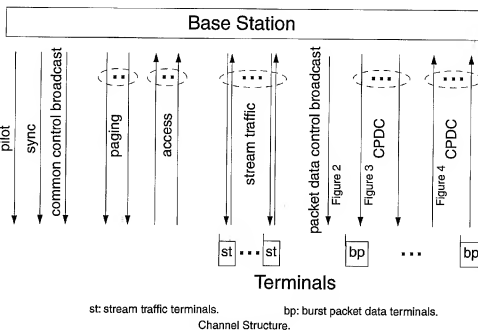 Base Station
pilot
sync
common control broadcast
paging
access
stream traffic
packet data control broadcast
Figure 2
Figure 3
CPDC
Figure 4
CPDC
st
st
bp
bp
Terminals
st: stream traffic terminals.
bp: burst packet data terminals.
Channel Structure.